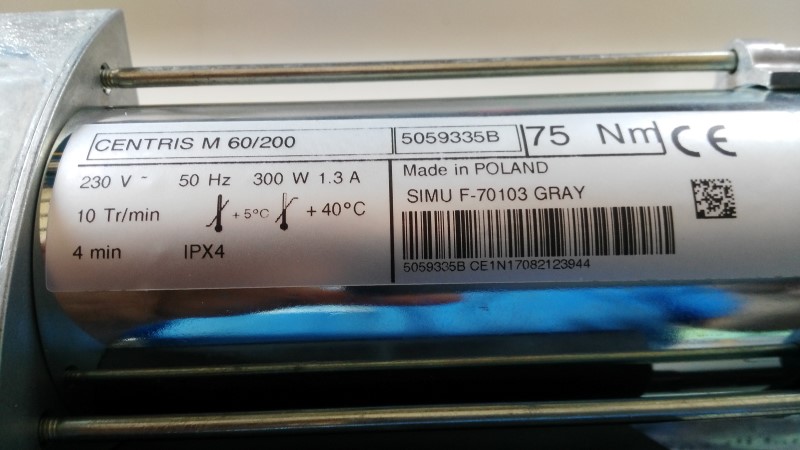 CENTRIS M 60/200
5059335B
75 Nm
CE
230 V ~ 50 Hz 300 W 1.3 A
10 Tr/min +5°C +40°C
4 min IPX4
Made in POLAND
SIMU F-70103 GRAY
5059335B CE1N17082123944